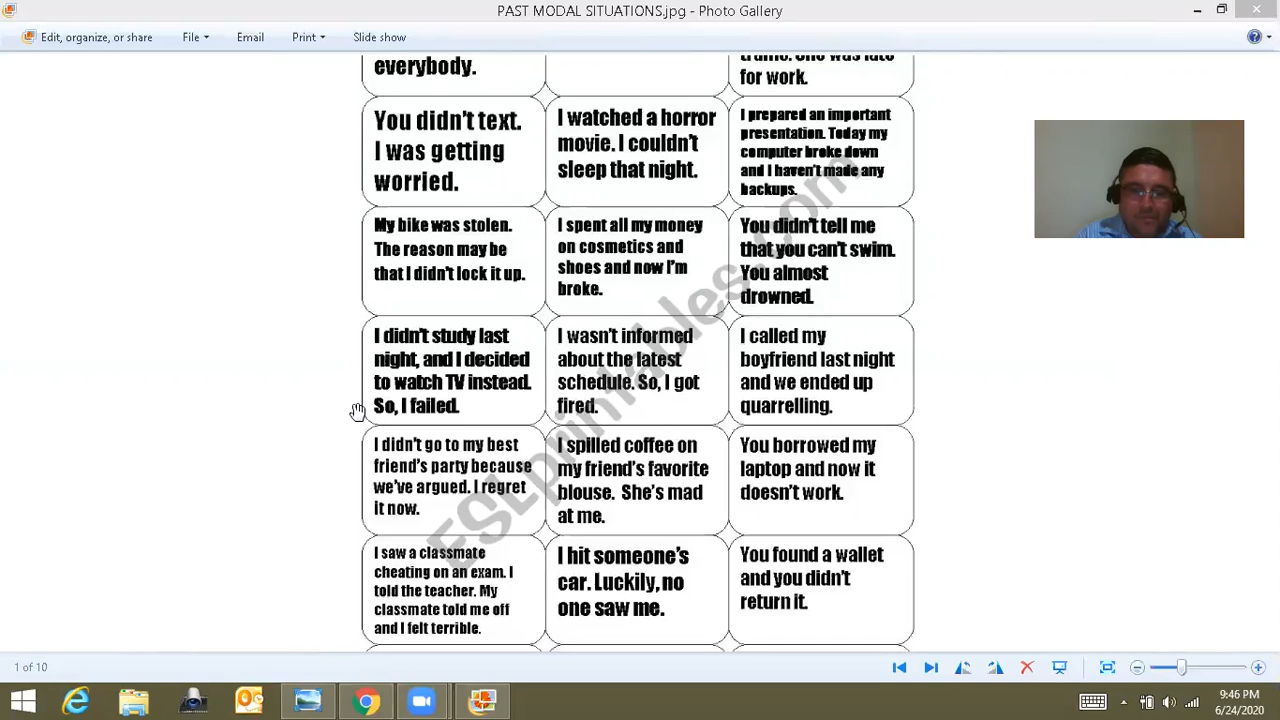 PAST MODAL SITUATIONS.jpg - Photo Gallery
Edit, organize, or share
File
Email
Print
Slide show
everybody.
for work.
You didn't text.
I was getting
worried.
I watched a horror
movie. I couldn't
sleep that night.
I prepared an important
presentation. Today my
computer broke down
and I haven't made any
backups.
My bike was stolen.
The reason may be
that I didn't lock it up.
I spent all my money
on cosmetics and
shoes and now I'm
broke.
You didn't tell me
that you can't swim.
You almost
drowned.
I didn't study last
night, and I decided
to watch TV instead.
So, I failed.
I wasn't informed
about the latest
schedule. So, I got
fired.
I called my
boyfriend last night
and we ended up
quarrelling.
I didn't go to my best
friend's party because
we've argued. I regret
it now.
I spilled coffee on
my friend's favorite
blouse. She's mad
at me.
You borrowed my
laptop and now it
doesn't work.
I saw a classmate
cheating on an exam. I
told the teacher. My
classmate told me off
and I felt terrible.
I hit someone's
car. Luckily, no
one saw me.
You found a wallet
and you didn't
return it.
ESLprintables.com
1 of 10
9:46 PM
6/24/2020